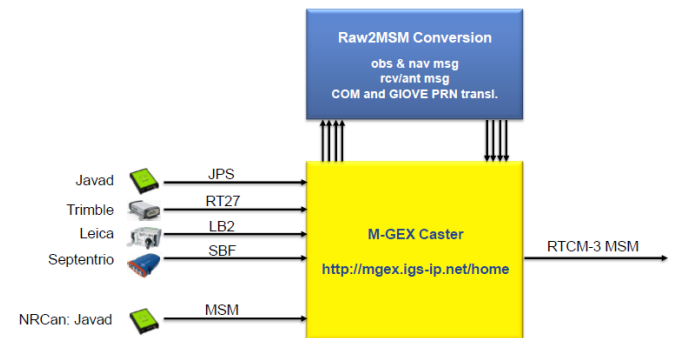 Raw2MSM Conversion
obs & nav msg
rcv/ant msg
COM and GIOVE PRN transl.
Javad
JPS
Trimble
RT27
Leica
LB2
Septentrio
SBF
NRCan: Javad
MSM
M-GEX Caster
http://mgex.igs-ip.net/home
RTCM-3 MSM